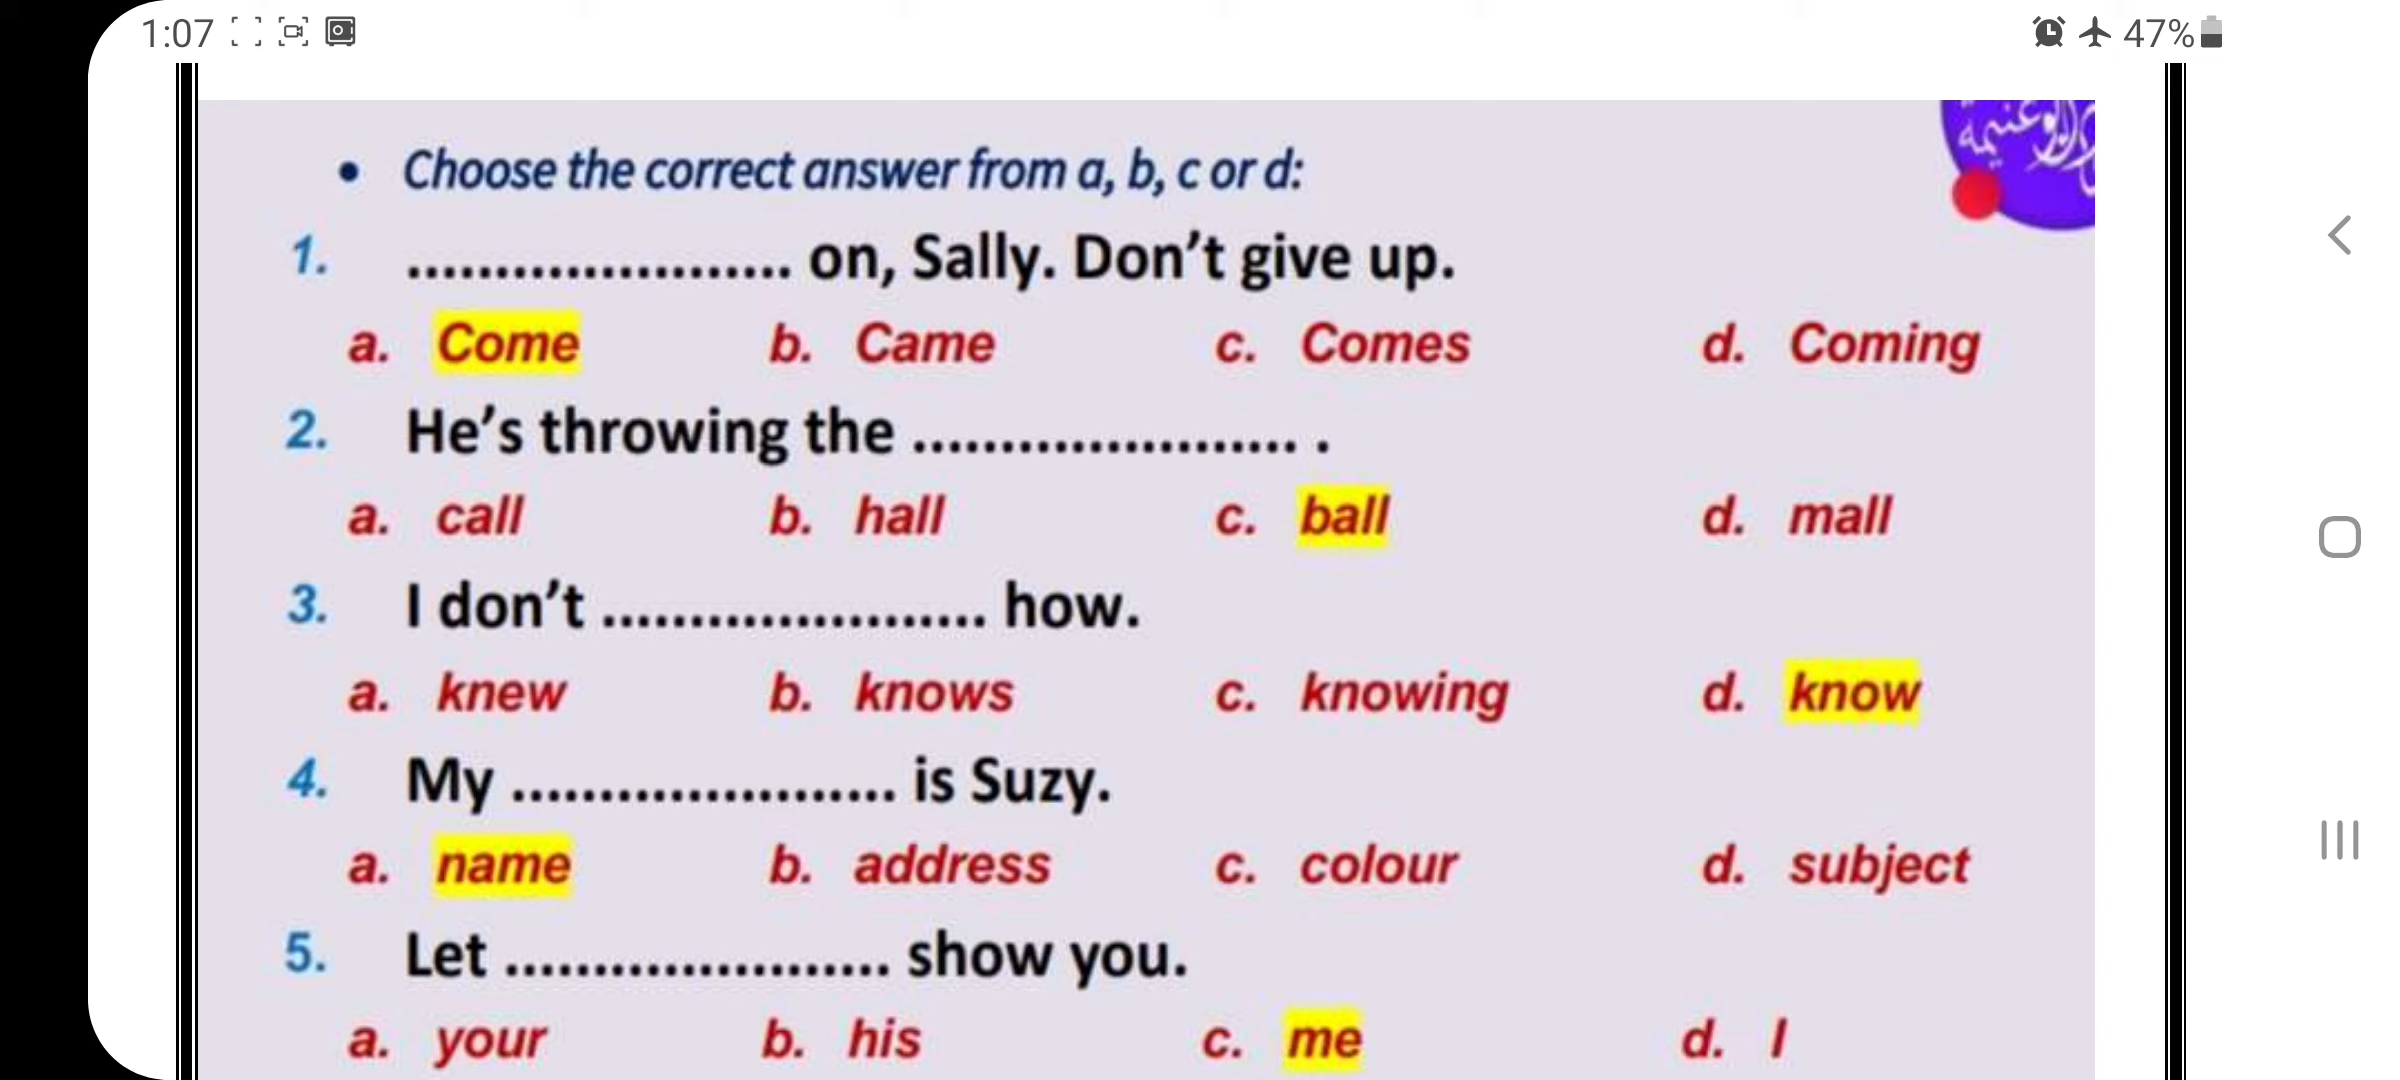 1:07 47%
• Choose the correct answer from a, b, c or d:
1. ...................... on, Sally. Don't give up.
a. Come b. Came c. Comes d. Coming
2. He's throwing the ...................... .
a. call b. hall c. ball d. mall
3. I don't ...................... how.
a. knew b. knows c. knowing d. know
4. My ...................... is Suzy.
a. name b. address c. colour d. subject
5. Let ...................... show you.
a. your b. his c. me d. I